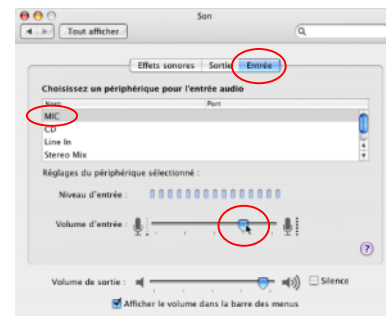 Son
Tout afficher
Effets sonores Sortie Entrée
Choisissez un périphérique pour l'entrée audio
Nom Port
MIC
CD
Line In
Stereo Mix
Réglages du périphérique sélectionné :
Niveau d'entrée :
Volume d'entrée :
?
Volume de sortie : Silence
Afficher le volume dans la barre des menus